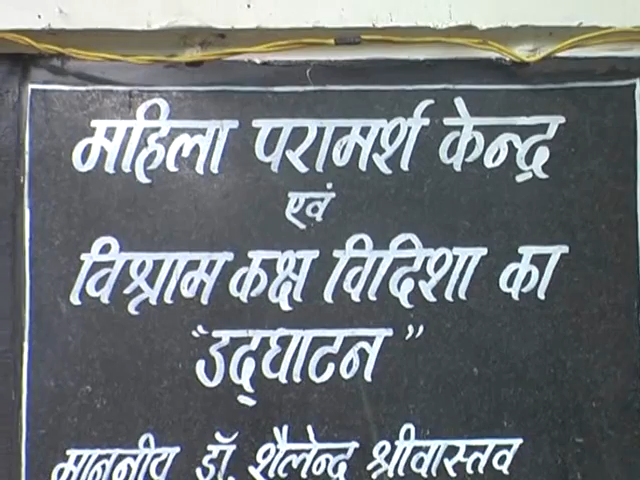 महिला परामर्श केन्द्र
एवं
विश्राम कक्ष विदिशा का
“उद्घाटन”
माननीय डॉ. शैलेन्द्र श्रीवास्तव